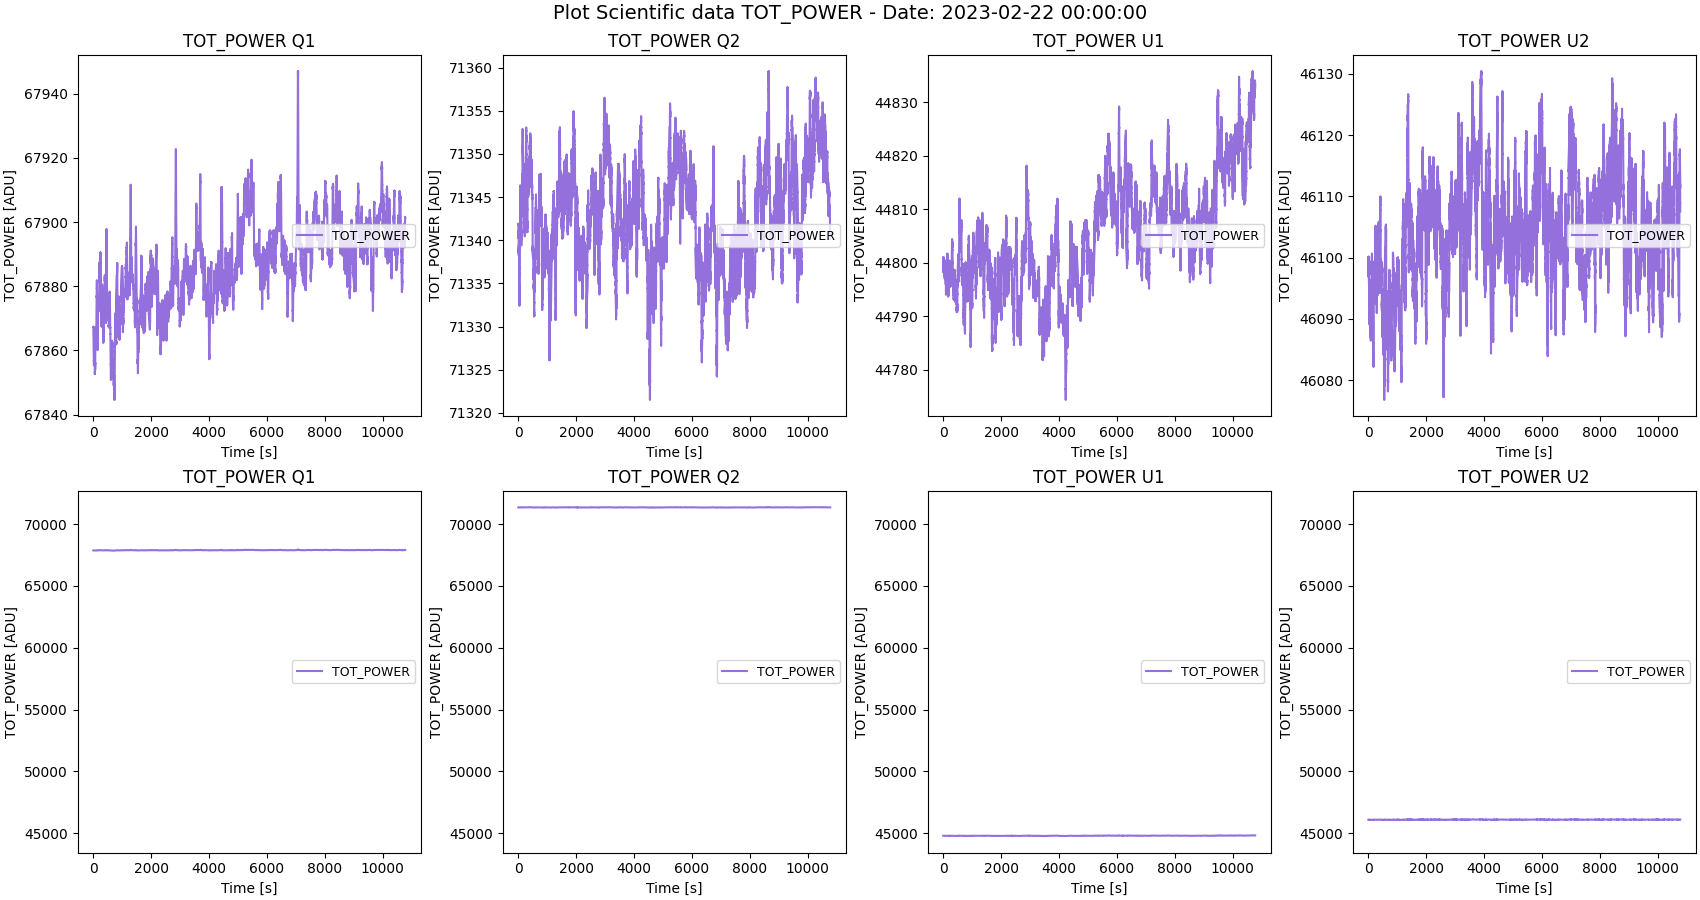 Plot Scientific data TOT_POWER - Date: 2023-02-22 00:00:00
TOT_POWER Q1
TOT_POWER [ADU]
67940
67920
67900
67880
67860
67840
TOT_POWER
0 2000 4000 6000 8000 10000
Time [s]
TOT_POWER Q2
TOT_POWER [ADU]
71360
71355
71350
71345
71340
71335
71330
71325
71320
TOT_POWER
0 2000 4000 6000 8000 10000
Time [s]
TOT_POWER U1
TOT_POWER [ADU]
44830
44820
44810
44800
44790
44780
TOT_POWER
0 2000 4000 6000 8000 10000
Time [s]
TOT_POWER U2
TOT_POWER [ADU]
46130
46120
46110
46100
46090
46080
TOT_POWER
0 2000 4000 6000 8000 10000
Time [s]
TOT_POWER Q1
TOT_POWER [ADU]
70000
65000
60000
55000
50000
45000
TOT_POWER
0 2000 4000 6000 8000 10000
Time [s]
TOT_POWER Q2
TOT_POWER [ADU]
70000
65000
60000
55000
50000
45000
TOT_POWER
0 2000 4000 6000 8000 10000
Time [s]
TOT_POWER U1
TOT_POWER [ADU]
70000
65000
60000
55000
50000
45000
TOT_POWER
0 2000 4000 6000 8000 10000
Time [s]
TOT_POWER U2
TOT_POWER [ADU]
70000
65000
60000
55000
50000
45000
TOT_POWER
0 2000 4000 6000 8000 10000
Time [s]